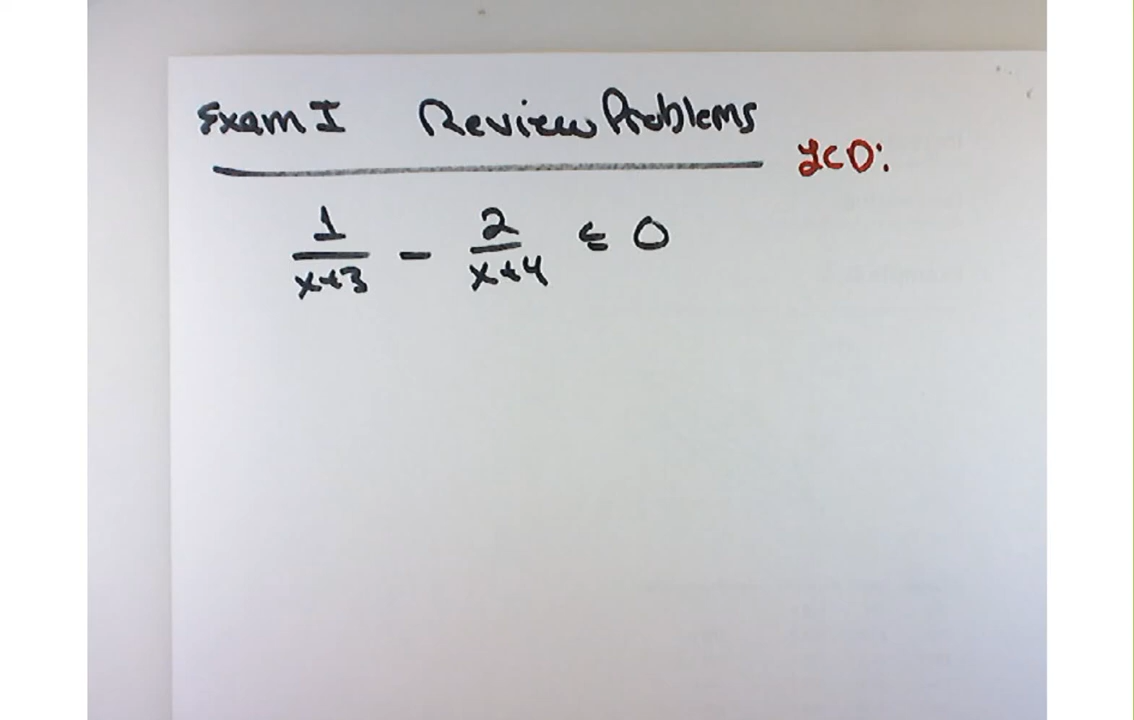 Exam I Review Problems
LCD:
1/(x+3) - 2/(x+4) ≤ 0